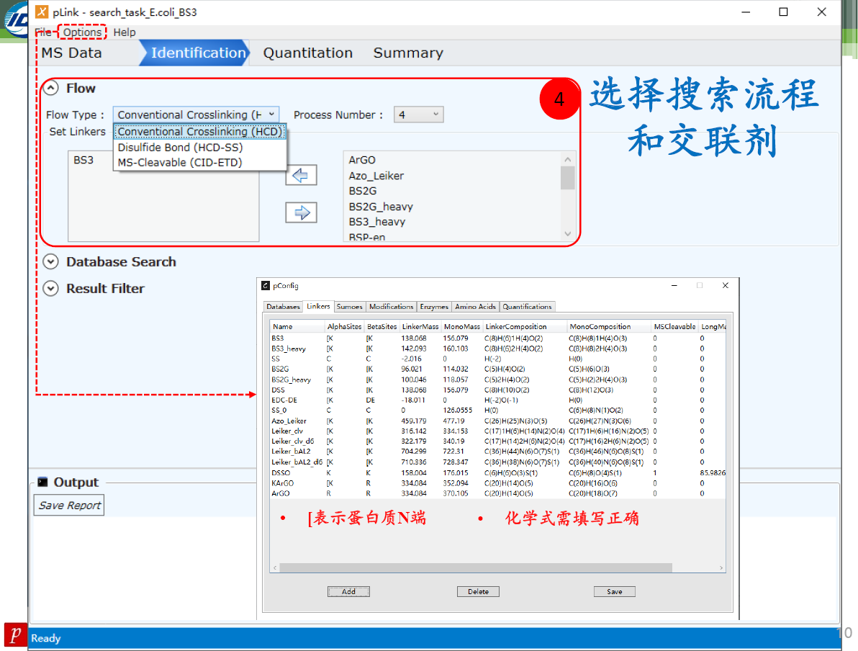 pLink - search_task_E.coli_BS3
File Options Help
MS Data Identification Quantitation Summary
Flow
Flow Type : Conventional Crosslinking (H Process Number : 4
Set Linkers Conventional Crosslinking (HCD)
Disulfide Bond (HCD-SS)
MS-Cleavable (CID-ETD)
BS3
ArGO
Azo_Leiker
BS2G
BS2G_heavy
BS3_heavy
BSP-en
4
选择搜索流程
和交联剂
Database Search
Result Filter
pConfig
Databases Linkers Sumoes Modifications Enzymes Amino Acids Quantifications
Name AlphaSites BetaSites LinkerMass MonoMass LinkerComposition MonoComposition MSCleavable LongMa
BS3 [K [K 138.068 156.079 C(8)H(6)1H(4)O(2) C(8)H(8)1H(4)O(3) 0 0
BS3_heavy [K [K 142.093 160.103 C(8)H(6)2H(4)O(2) C(8)H(8)2H(4)O(3) 0 0
SS C C -2.016 0 H(-2) H(0) 0 0
BS2G [K [K 96.021 114.032 C(5)H(4)O(2) C(5)H(6)O(3) 0 0
BS2G_heavy [K [K 100.046 118.057 C(5)2H(4)O(2) C(5)H(2)2H(4)O(3) 0 0
DSS [K [K 138.068 156.079 C(8)H(10)O(2) C(8)H(12)O(3) 0 0
EDC-DE [K DE -18.011 0 H(-2)O(-1) H(0) 0 0
SS_0 C C 0 126.0555 H(0) C(6)H(8)N(1)O(2) 0 0
Azo_Leiker [K [K 459.179 477.19 C(26)H(25)N(3)O(5) C(26)H(27)N(3)O(6) 0 0
Leiker_clv [K [K 316.142 334.153 C(17)1H(6)H(14)N(2)O(4) C(17)1H(6)H(16)N(2)O(5) 0 0
Leiker_clv_d6 [K [K 322.179 340.19 C(17)H(14)2H(6)N(2)O(4) C(17)H(16)2H(6)N(2)O(5) 0 0
Leiker_bAL2 [K [K 704.299 722.31 C(36)H(44)N(6)O(7)S(1) C(36)H(46)N(6)O(8)S(1) 0 0
Leiker_bAL2_d6 [K [K 710.336 728.347 C(36)H(38)N(6)O(7)S(1) C(36)H(40)N(6)O(8)S(1) 0 0
DSSO K K 158.004 176.015 C(6)H(6)O(3)S(1) C(6)H(8)O(4)S(1) 1 85.9826
KArGO [K R 334.084 352.094 C(20)H(14)O(5) C(20)H(16)O(6) 0 0
ArGO R R 334.084 370.105 C(20)H(14)O(5) C(20)H(18)O(7) 0 0
• [表示蛋白质N端 • 化学式需填写正确
Add Delete Save
Output
Save Report
p Ready 10